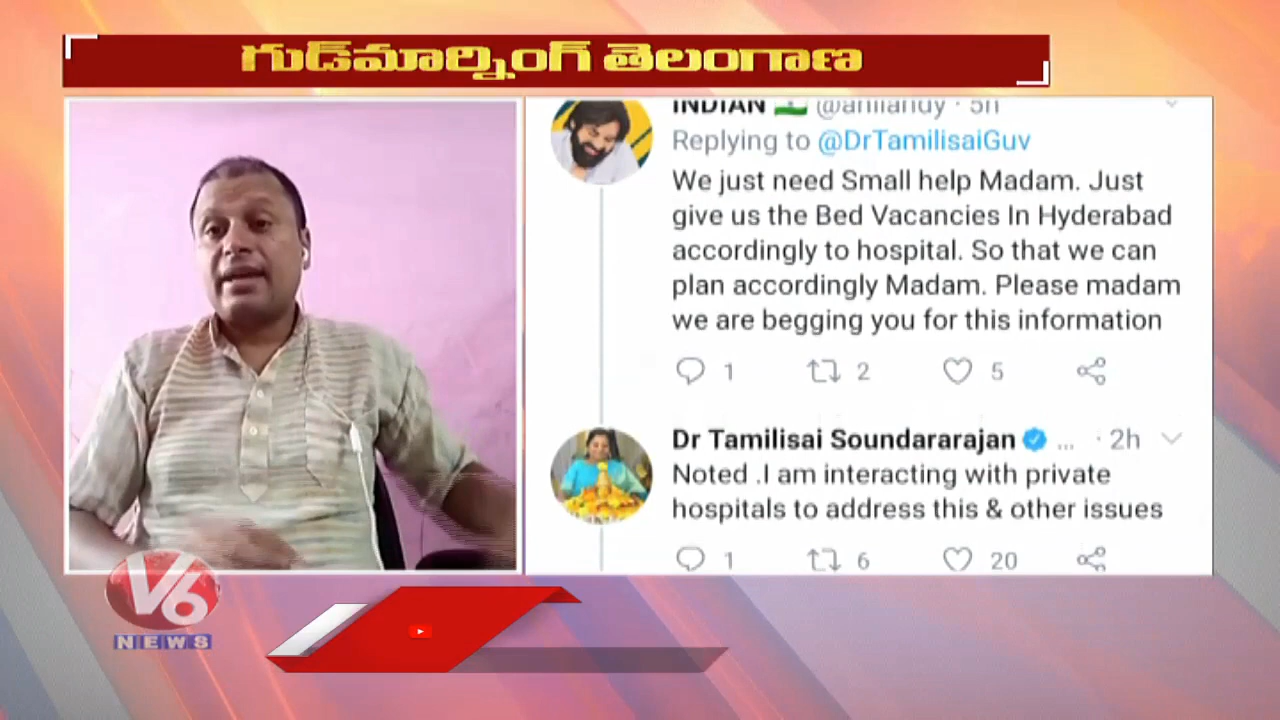 గుడ్‌మార్నింగ్ తెలంగాణ
INDIAN @anilandy · 5h
Replying to @DrTamilisaiGuv
We just need Small help Madam. Just
give us the Bed Vacancies In Hyderabad
accordingly to hospital. So that we can
plan accordingly Madam. Please madam
we are begging you for this information
1 2 5
Dr Tamilisai Soundararajan ... · 2h
Noted .I am interacting with private
hospitals to address this & other issues
1 6 20
V6
NEWS